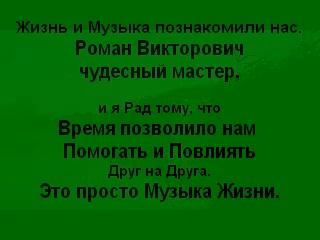 Жизнь и Музыка познакомили нас.
Роман Викторович
чудесный мастер,
и я Рад тому, что
Время позволило нам
Помогать и Повлиять
Друг на Друга.
Это просто Музыка Жизни.